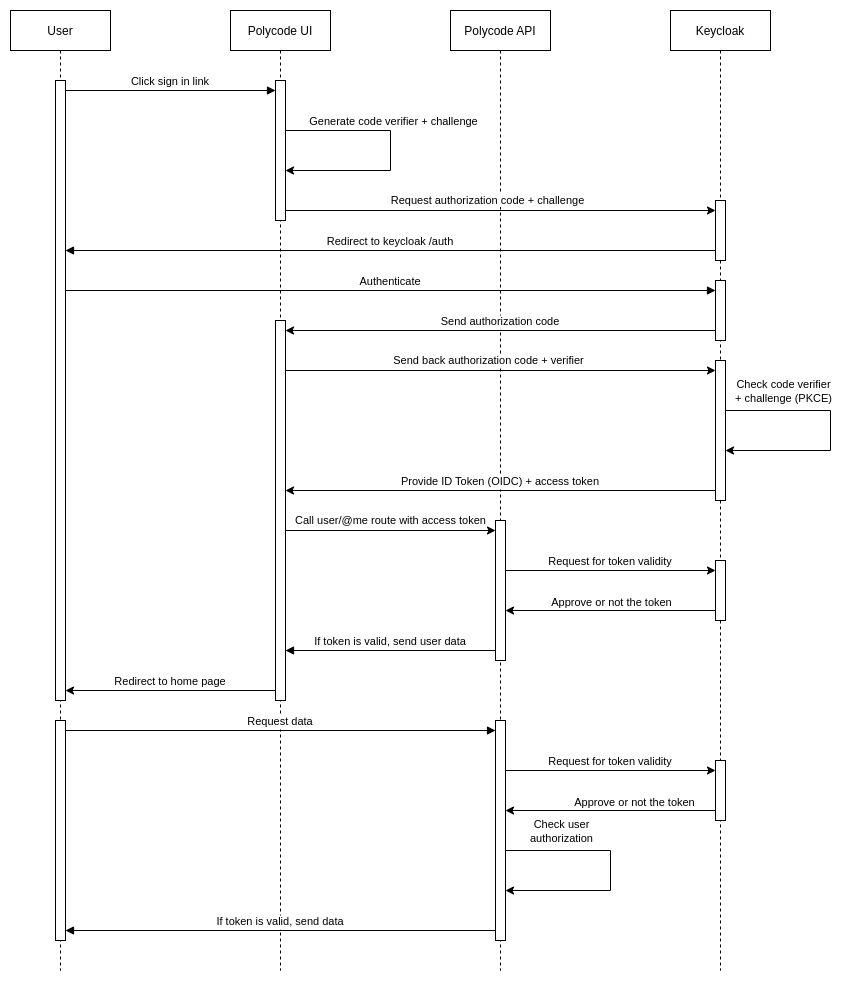 User
Polycode UI
Polycode API
Keycloak
Click sign in link
Generate code verifier + challenge
Request authorization code + challenge
Redirect to keycloak /auth
Authenticate
Send authorization code
Send back authorization code + verifier
Check code verifier
+ challenge (PKCE)
Provide ID Token (OIDC) + access token
Call user/@me route with access token
Request for token validity
Approve or not the token
If token is valid, send user data
Redirect to home page
Request data
Request for token validity
Approve or not the token
Check user
authorization
If token is valid, send data